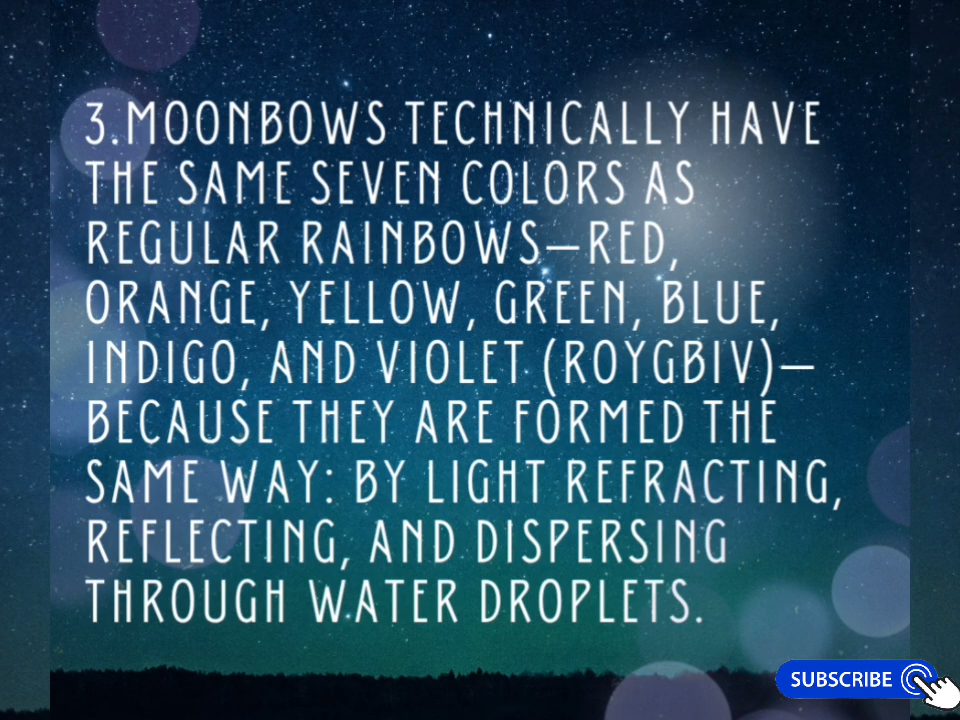 3.MOONBOWS TECHNICALLY HAVE
THE SAME SEVEN COLORS AS
REGULAR RAINBOWS—RED,
ORANGE, YELLOW, GREEN, BLUE,
INDIGO, AND VIOLET (ROYGBIV)—
BECAUSE THEY ARE FORMED THE
SAME WAY: BY LIGHT REFRACTING,
REFLECTING, AND DISPERSING
THROUGH WATER DROPLETS.
SUBSCRIBE